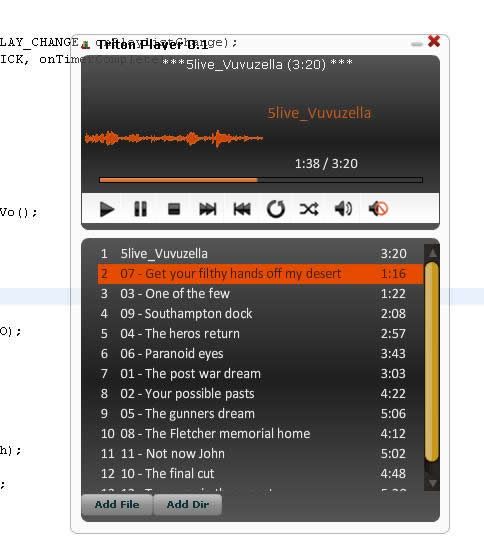 LAY_CHANGE, onPlaylistChange);
Triton Player 0.1
ICK, onTimerComplete
***5live_Vuvuzella (3:20) ***
5live_Vuvuzella
1:38 / 3:20
Vo();
1 5live_Vuvuzella 3:20
2 07 - Get your filthy hands off my desert 1:16
3 03 - One of the few 1:22
4 09 - Southampton dock 2:08
5 04 - The heros return 2:57
O);
6 06 - Paranoid eyes 3:43
7 01 - The post war dream 3:03
8 02 - Your possible pasts 4:22
9 05 - The gunners dream 5:06
10 08 - The Fletcher memorial home 4:12
h);
11 11 - Not now John 5:02
12 10 - The final cut 4:48
;
Add File Add Dir